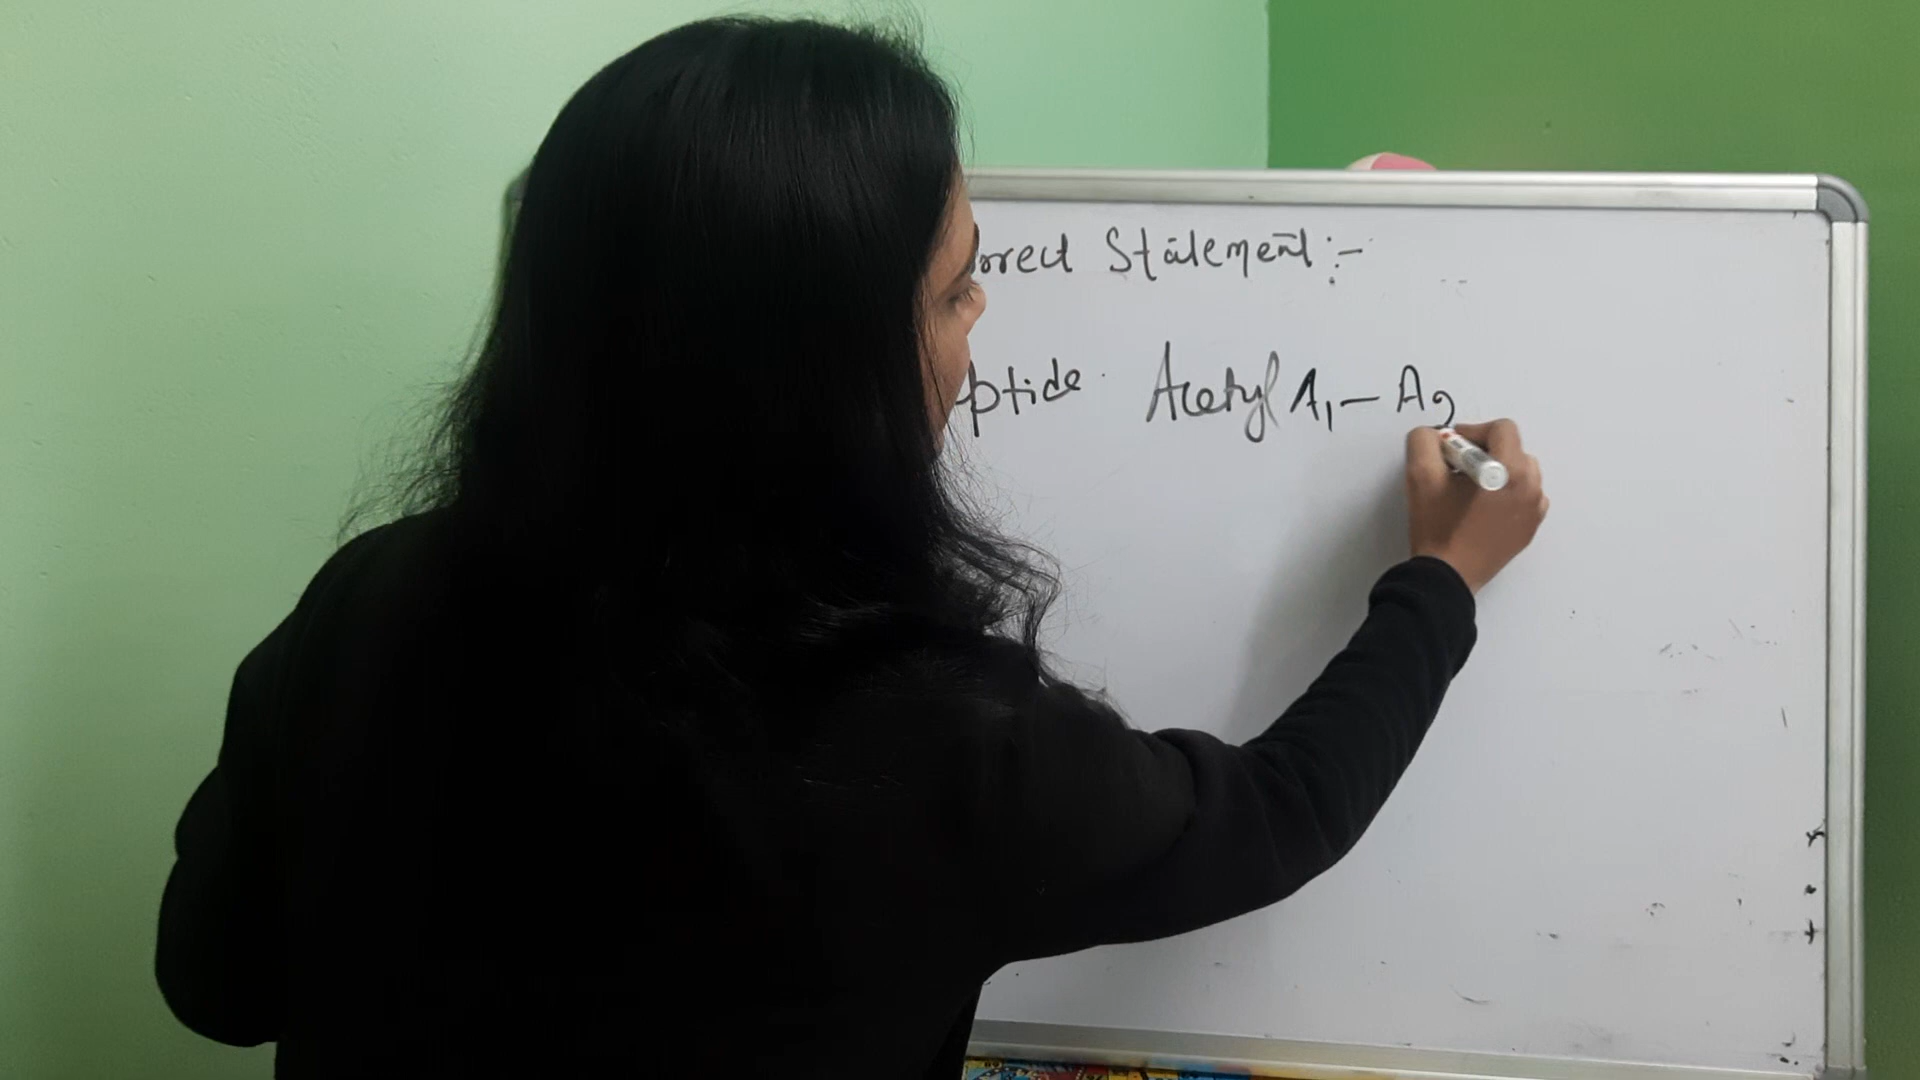 orrect Statement :-
ptide Acetyl A1 - A2